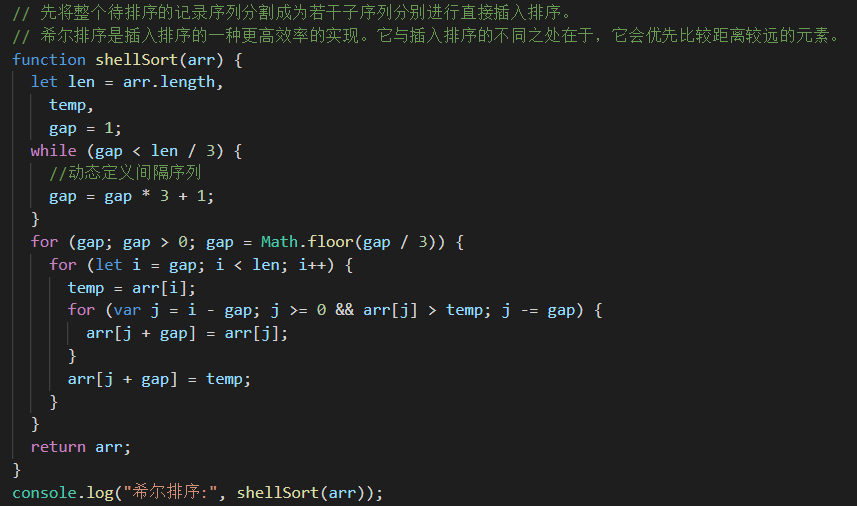 // 先将整个待排序的记录序列分割成为若干子序列分别进行直接插入排序。
// 希尔排序是插入排序的一种更高效率的实现。它与插入排序的不同之处在于，它会优先比较距离较远的元素。
function shellSort(arr) {
  let len = arr.length,
    temp,
    gap = 1;
  while (gap < len / 3) {
    //动态定义间隔序列
    gap = gap * 3 + 1;
  }
  for (gap; gap > 0; gap = Math.floor(gap / 3)) {
    for (let i = gap; i < len; i++) {
      temp = arr[i];
      for (var j = i - gap; j >= 0 && arr[j] > temp; j -= gap) {
        arr[j + gap] = arr[j];
      }
      arr[j + gap] = temp;
    }
  }
  return arr;
}
console.log("希尔排序:", shellSort(arr));